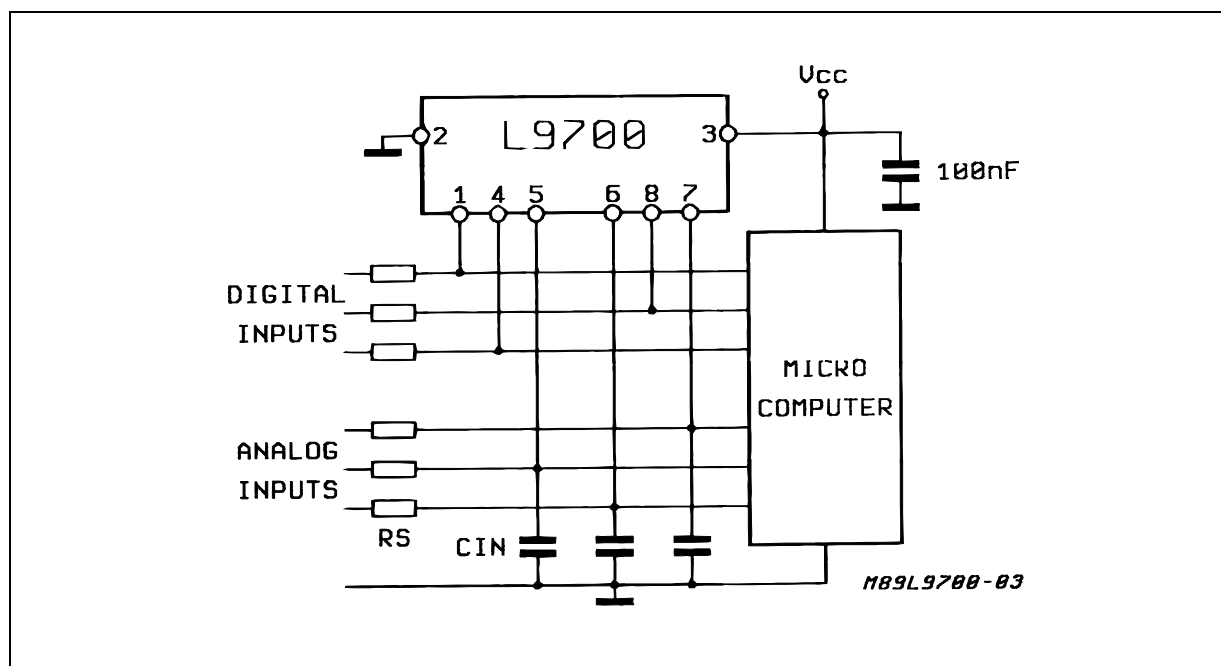 Vcc
2
L9700
3
100nF
1 4 5 6 8 7
DIGITAL
INPUTS
MICRO
COMPUTER
ANALOG
INPUTS
RS
CIN
M89L9700-03